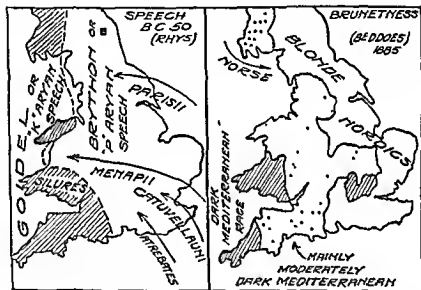 SPEECH
B.C. 50
(RHYS)
GOIDEL OR
"K" ARYAN
SPEECH
BRYTHON OR
'P' ARYAN
SPEECH
PARISII
MENAPII
SILURES
CATUVELLAUNI
ATREBATES
BRUNETNESS
(BEDDOES)
1885
NORSE
BLONDE
NORDICS
DARK
MEDITERRANEAN"
RACE
MAINLY
MODERATELY
DARK MEDITERRANEAN